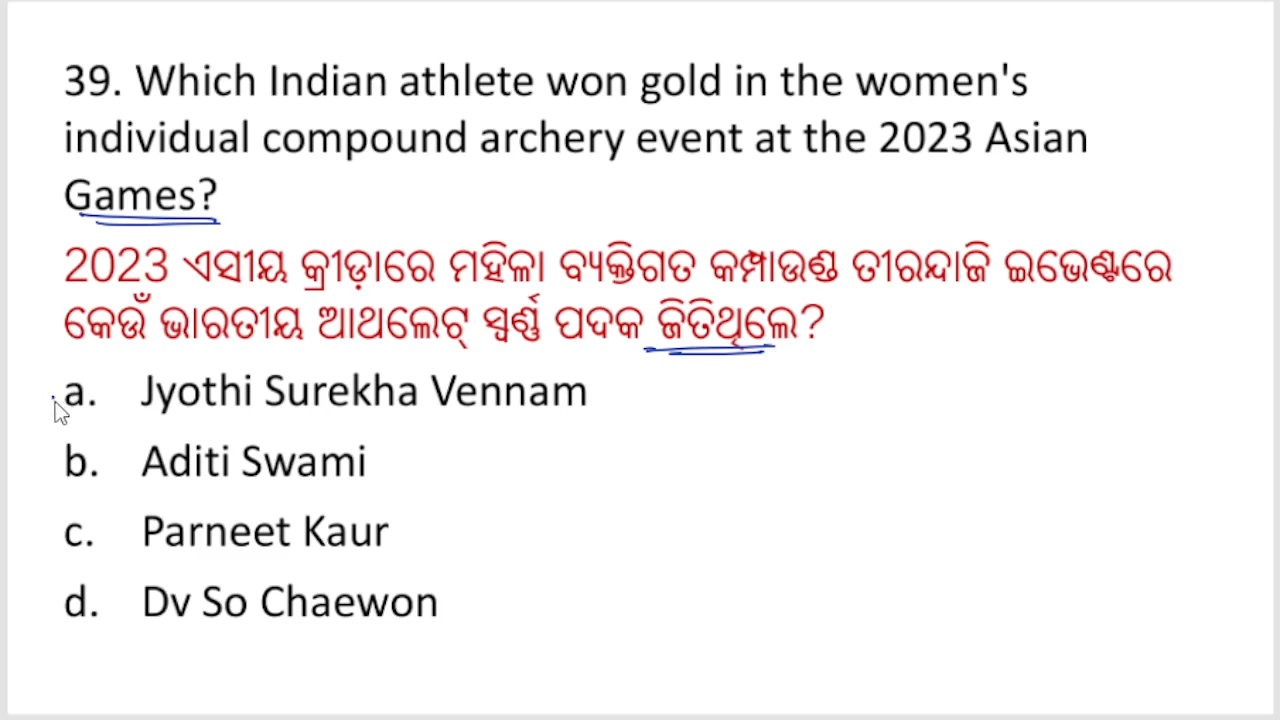 39. Which Indian athlete won gold in the women's
individual compound archery event at the 2023 Asian
Games?
2023 ଏସୀୟ କ୍ରୀଡ଼ାରେ ମହିଳା ବ୍ୟକ୍ତିଗତ କମ୍ପାଉଣ୍ଡ ତୀରନ୍ଦାଜି ଇଭେଣ୍ଟରେ
କେଉଁ ଭାରତୀୟ ଆଥଲେଟ୍ ସ୍ୱର୍ଣ୍ଣ ପଦକ ଜିତିଥିଲେ?
a. Jyothi Surekha Vennam
b. Aditi Swami
c. Parneet Kaur
d. Dv So Chaewon